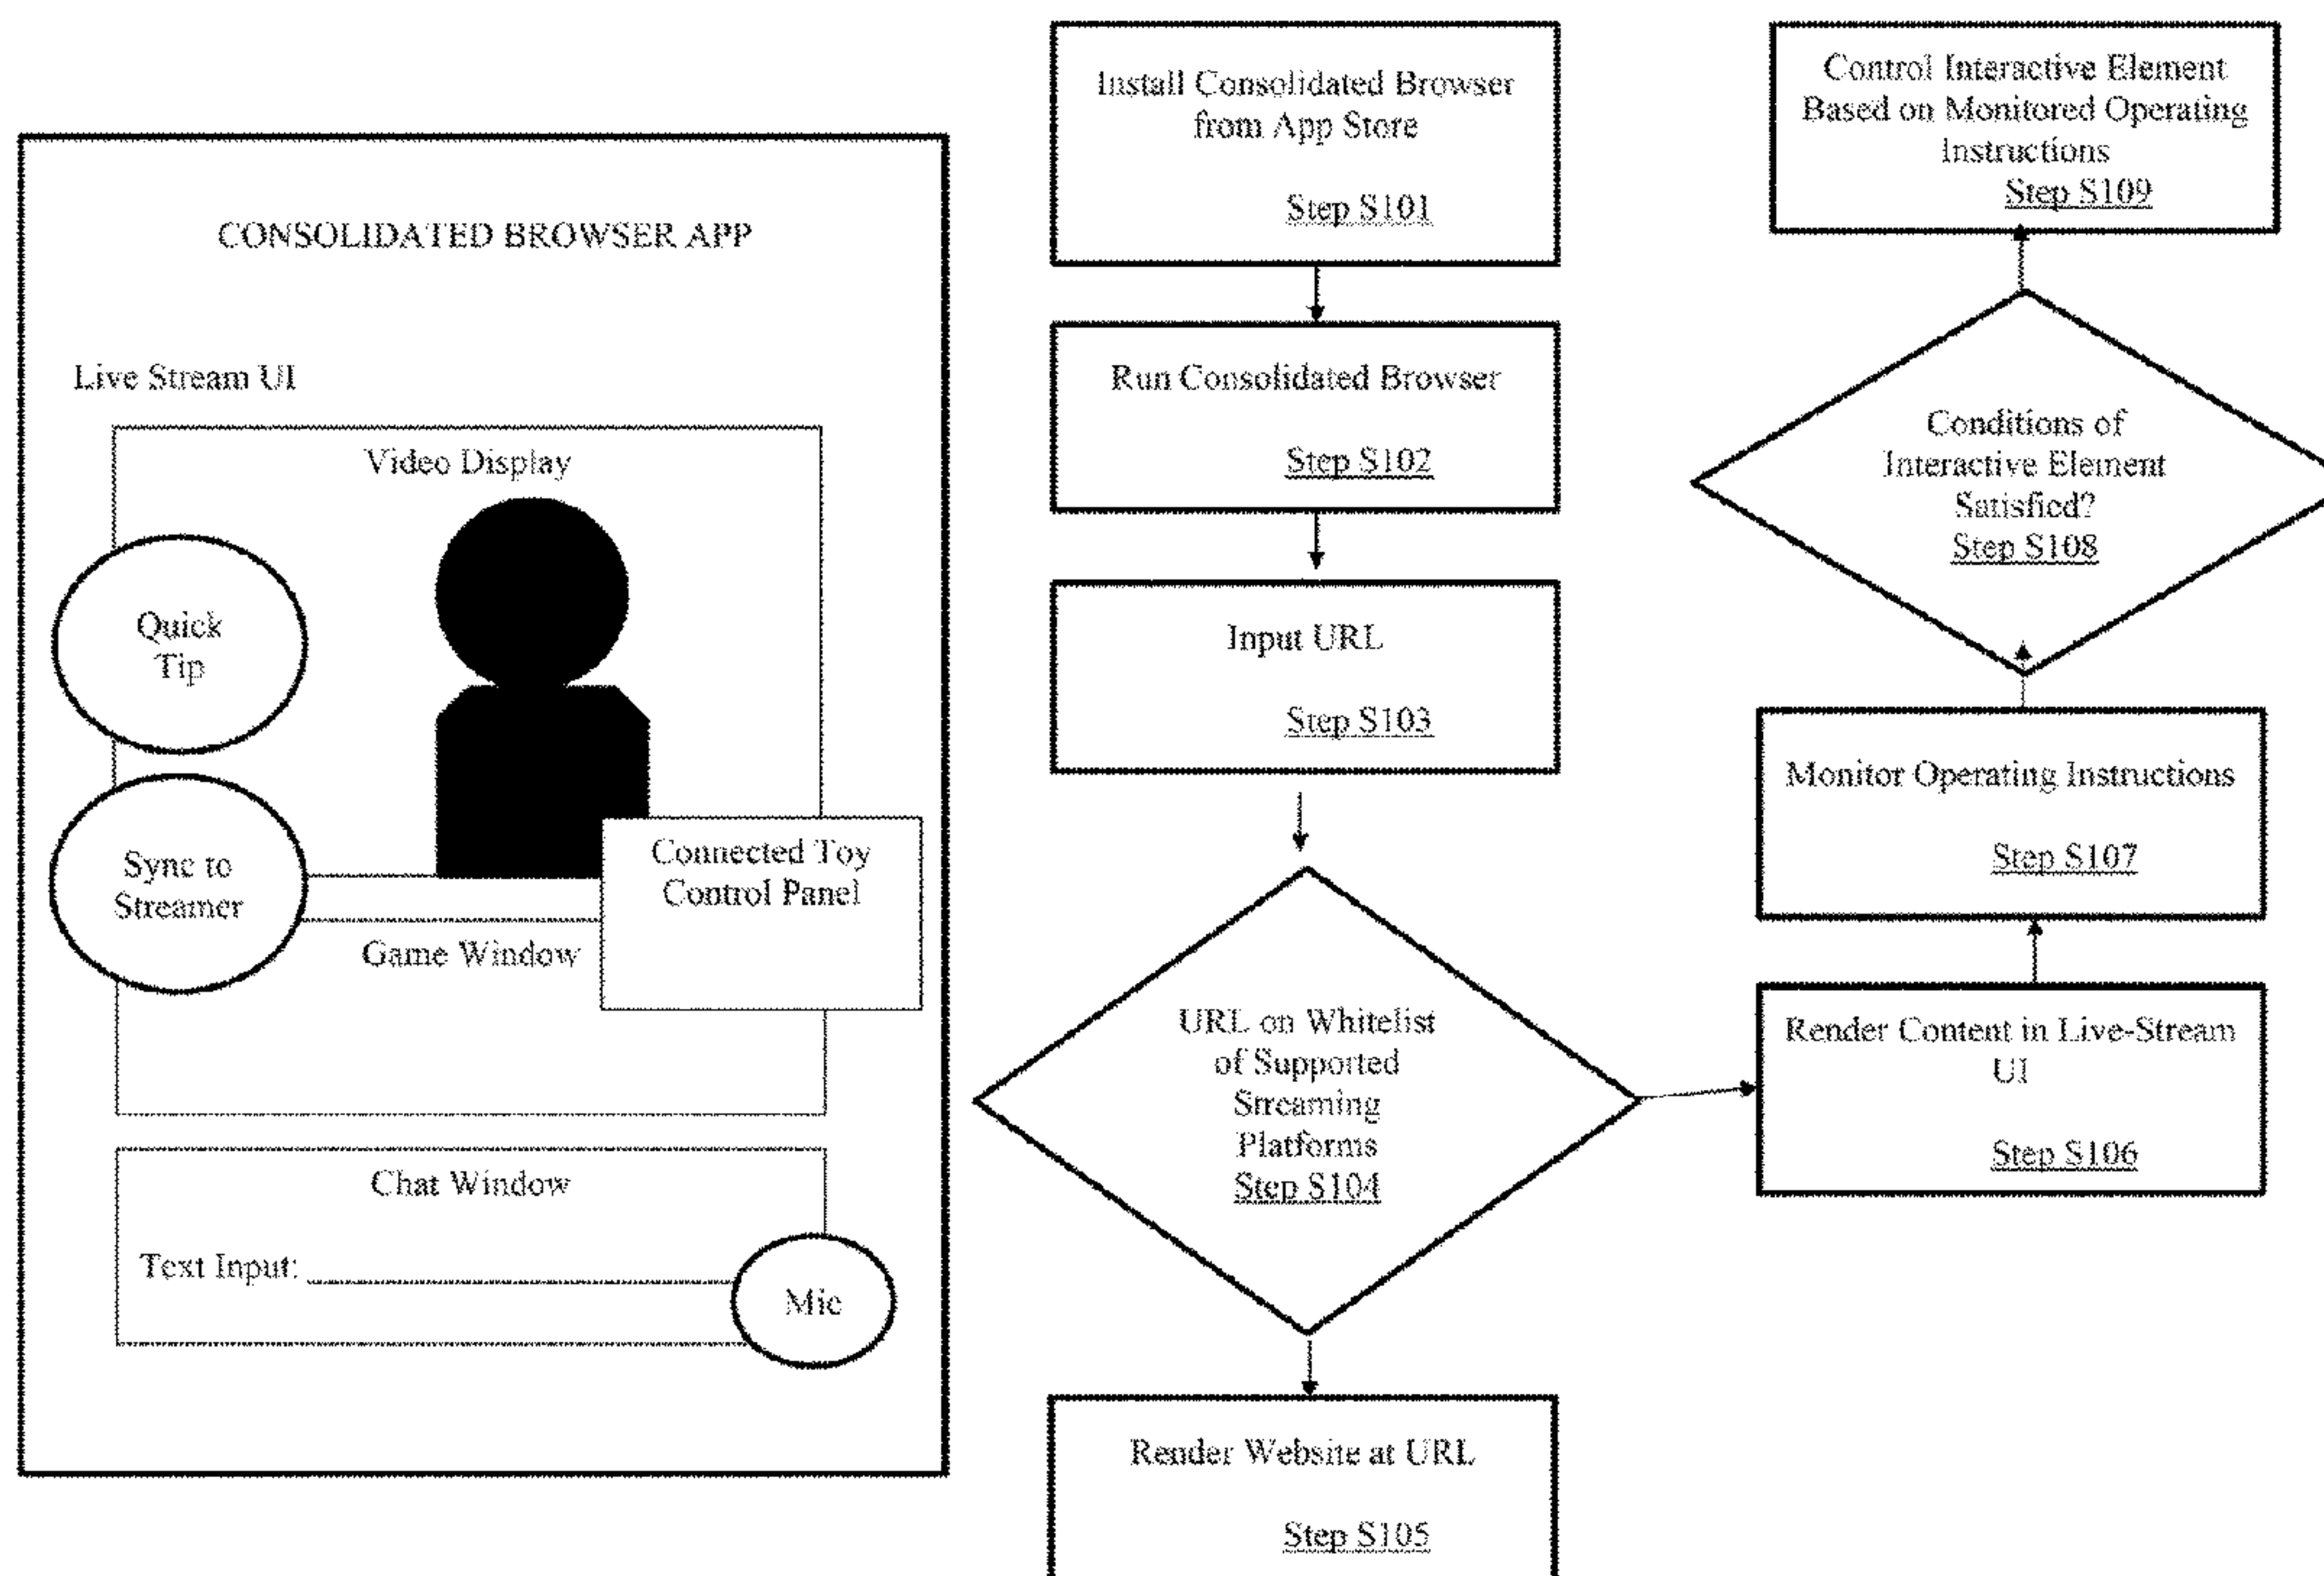 CONSOLIDATED BROWSER APP
Live Stream UI
Video Display
Quick
Tip
Sync to
Streamer
Connected Toy
Control Panel
Game Window
Chat Window
Text Input:
Mic
Install Consolidated Browser
from App Store
Step S101
Run Consolidated Browser
Step S102
Input URL
Step S103
URL on Whitelist
of Supported
Streaming
Platforms
Step S104
Render Website at URL
Step S105
Render Content in Live-Stream
UI
Step S106
Monitor Operating Instructions
Step S107
Conditions of
Interactive Element
Satisfied?
Step S108
Control Interactive Element
Based on Monitored Operating
Instructions
Step S109